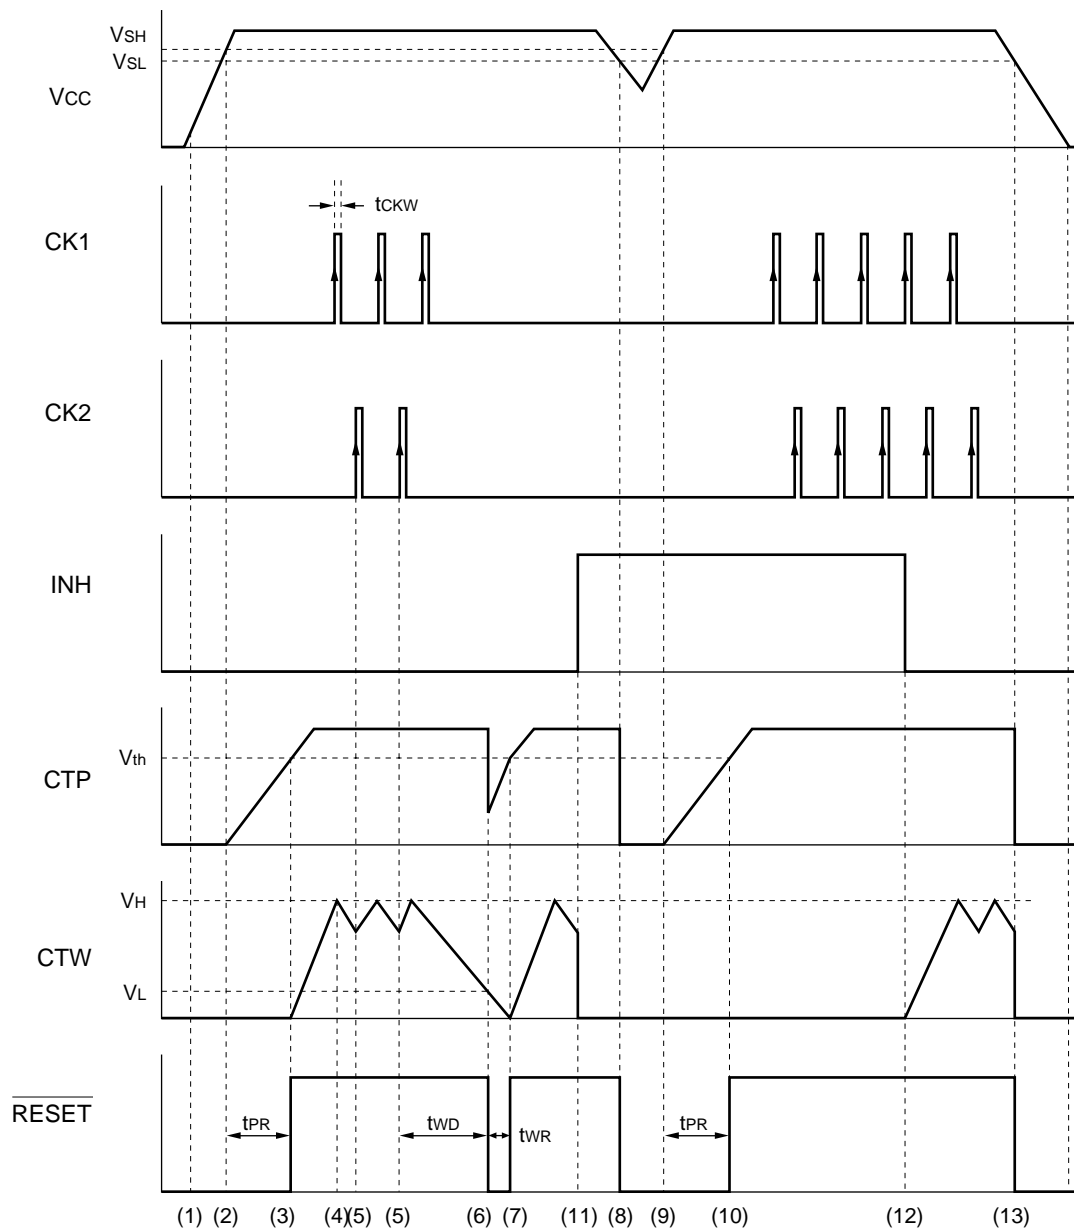 VSH
VSL
VCC
tCKW
CK1
CK2
INH
Vth
CTP
VH
CTW
VL
RESET
tPR tWD tWR tPR
(1) (2) (3) (4) (5) (5) (6) (7) (11) (8) (9) (10) (12) (13)